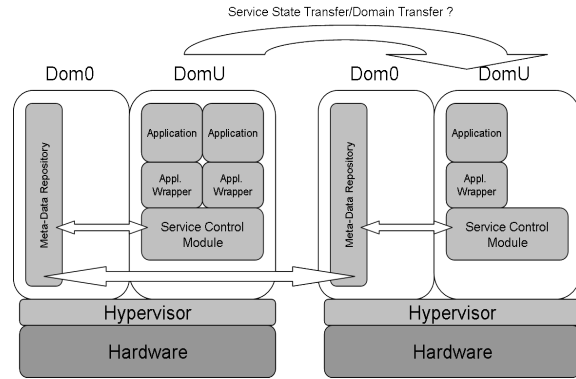 Service State Transfer/Domain Transfer ?
Dom0
DomU
Dom0
DomU
Meta-Data Repository
Application
Application
Appl.
Wrapper
Appl.
Wrapper
Service Control
Module
Meta-Data Repository
Application
Appl.
Wrapper
Service Control
Module
Hypervisor
Hardware
Hypervisor
Hardware